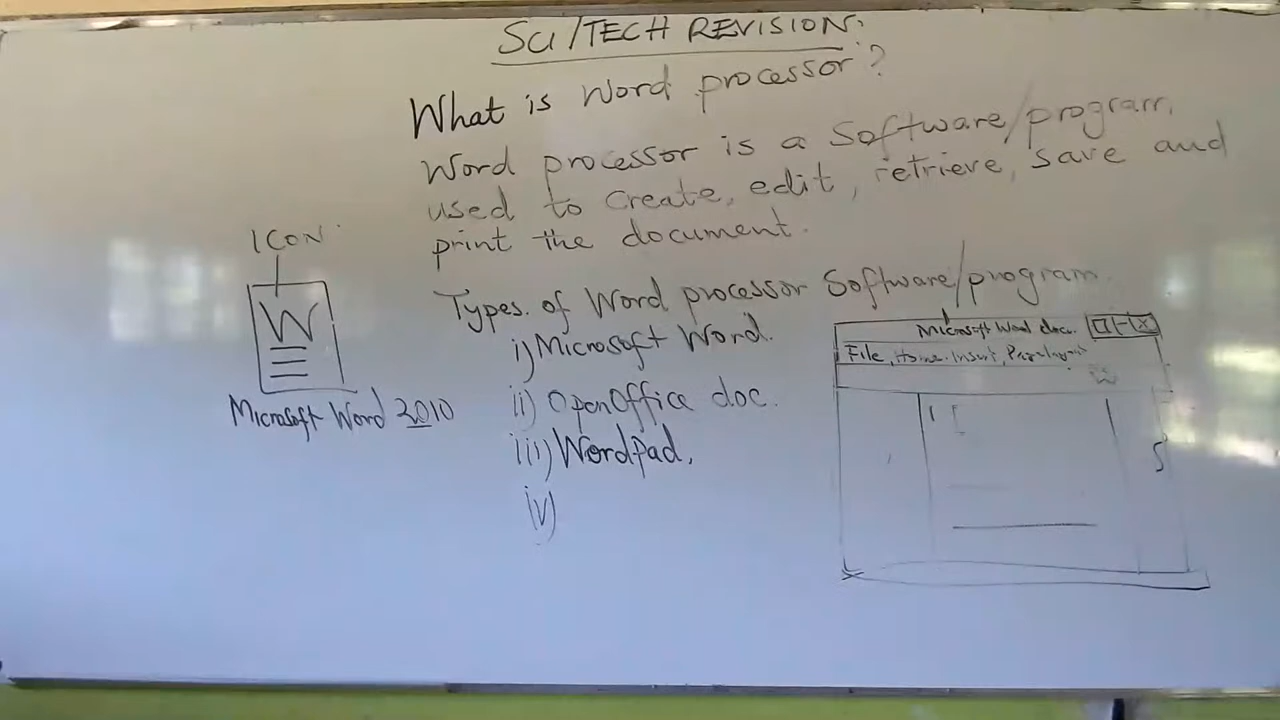 SCI/TECH REVISION.
What is Word processor?
Word processor is a Software/program,
used to create, edit, retrieve, save and
print the document.
ICON
W
Microsoft Word 2010
Types of Word processor Software/program
i) Microsoft Word.
ii) OpenOffice doc.
iii) WordPad,
iv)
Microsoft Word doc.
File, Home, Insert, Page layout